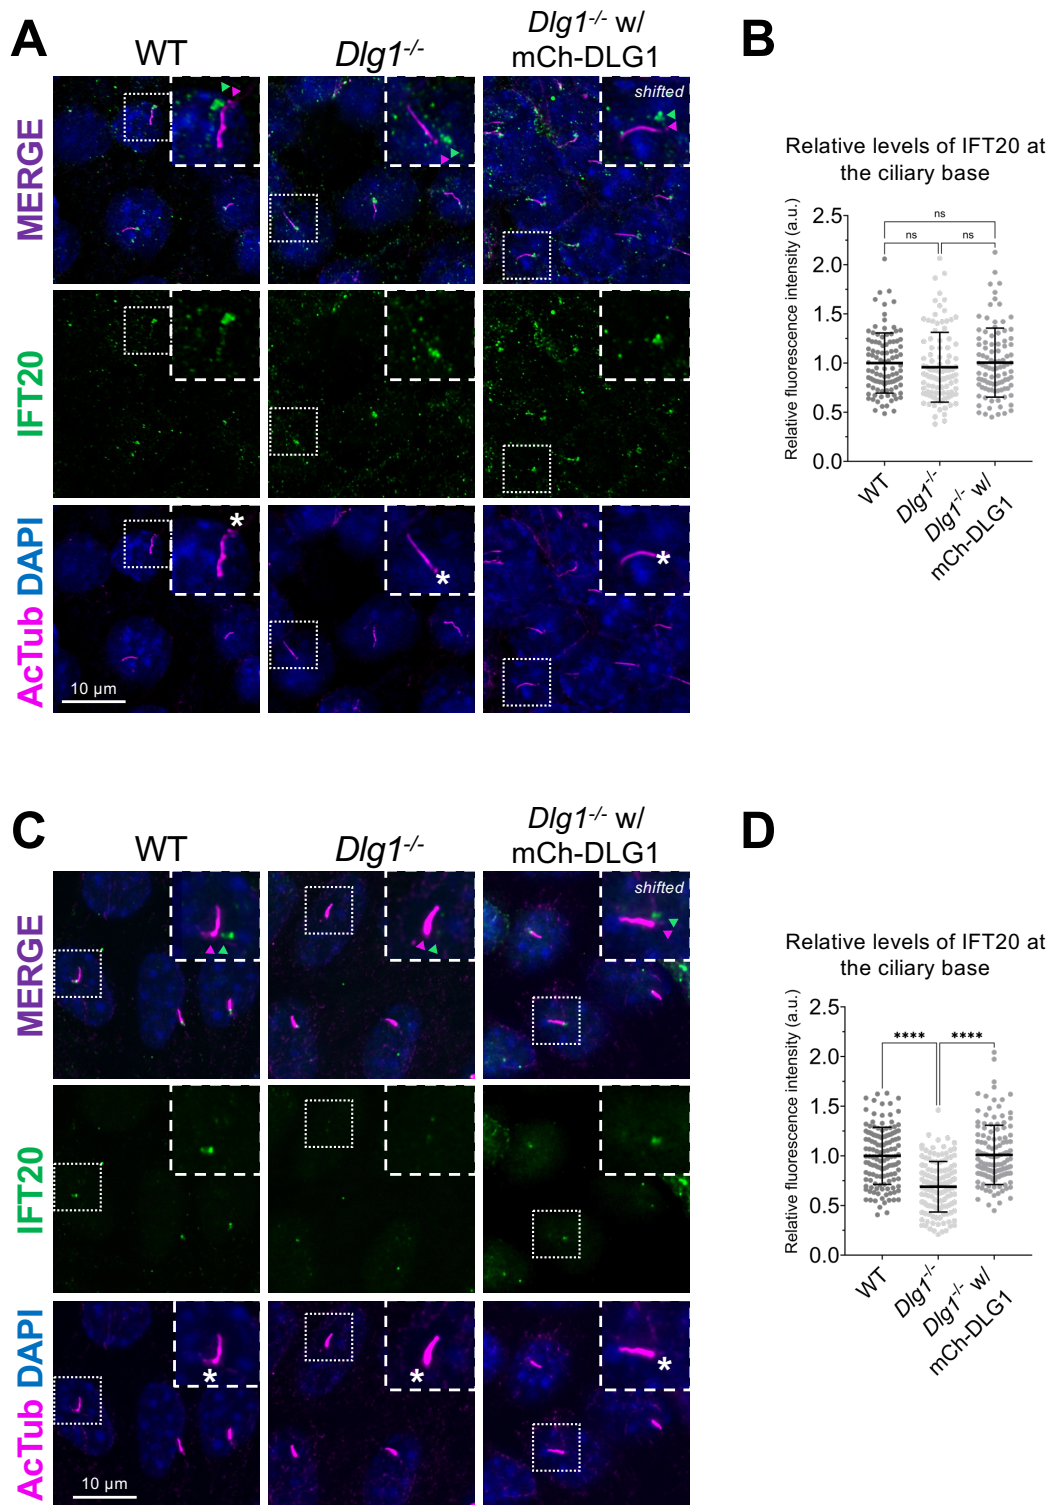 A
WT
Dlg1-/-
Dlg1-/- w/
mCh-DLG1
MERGE
shifted
IFT20
AcTub DAPI
10 µm
B
Relative levels of IFT20 at
the ciliary base
Relative fluorescence intensity (a.u.)
2.5
2.0
1.5
1.0
0.5
0.0
ns
ns
ns
WT
Dlg1-/-
Dlg1-/- w/
mCh-DLG1
C
WT
Dlg1-/-
Dlg1-/- w/
mCh-DLG1
MERGE
shifted
IFT20
AcTub DAPI
*
*
*
*
*
*
10 µm
D
Relative levels of IFT20 at
the ciliary base
Relative fluorescence intensity (a.u.)
2.5
2.0
1.5
1.0
0.5
0.0
****
****
WT
Dlg1-/-
Dlg1-/- w/
mCh-DLG1